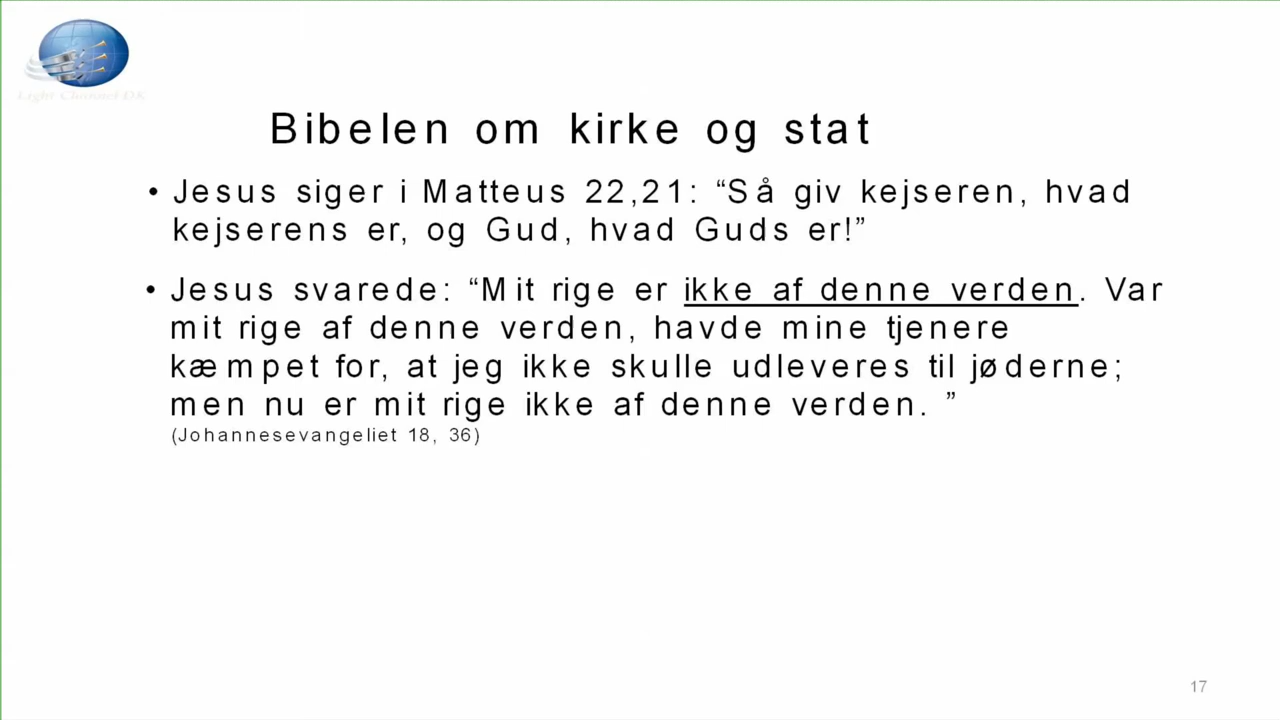 Light Channel DK
Bibelen om kirke og stat
• Jesus siger i Matteus 22,21: “Så giv kejseren, hvad
kejserens er, og Gud, hvad Guds er!”
• Jesus svarede: “Mit rige er ikke af denne verden. Var
mit rige af denne verden, havde mine tjenere
kæmpet for, at jeg ikke skulle udleveres til jøderne;
men nu er mit rige ikke af denne verden. ”
(Johannesevangeliet 18, 36)
17